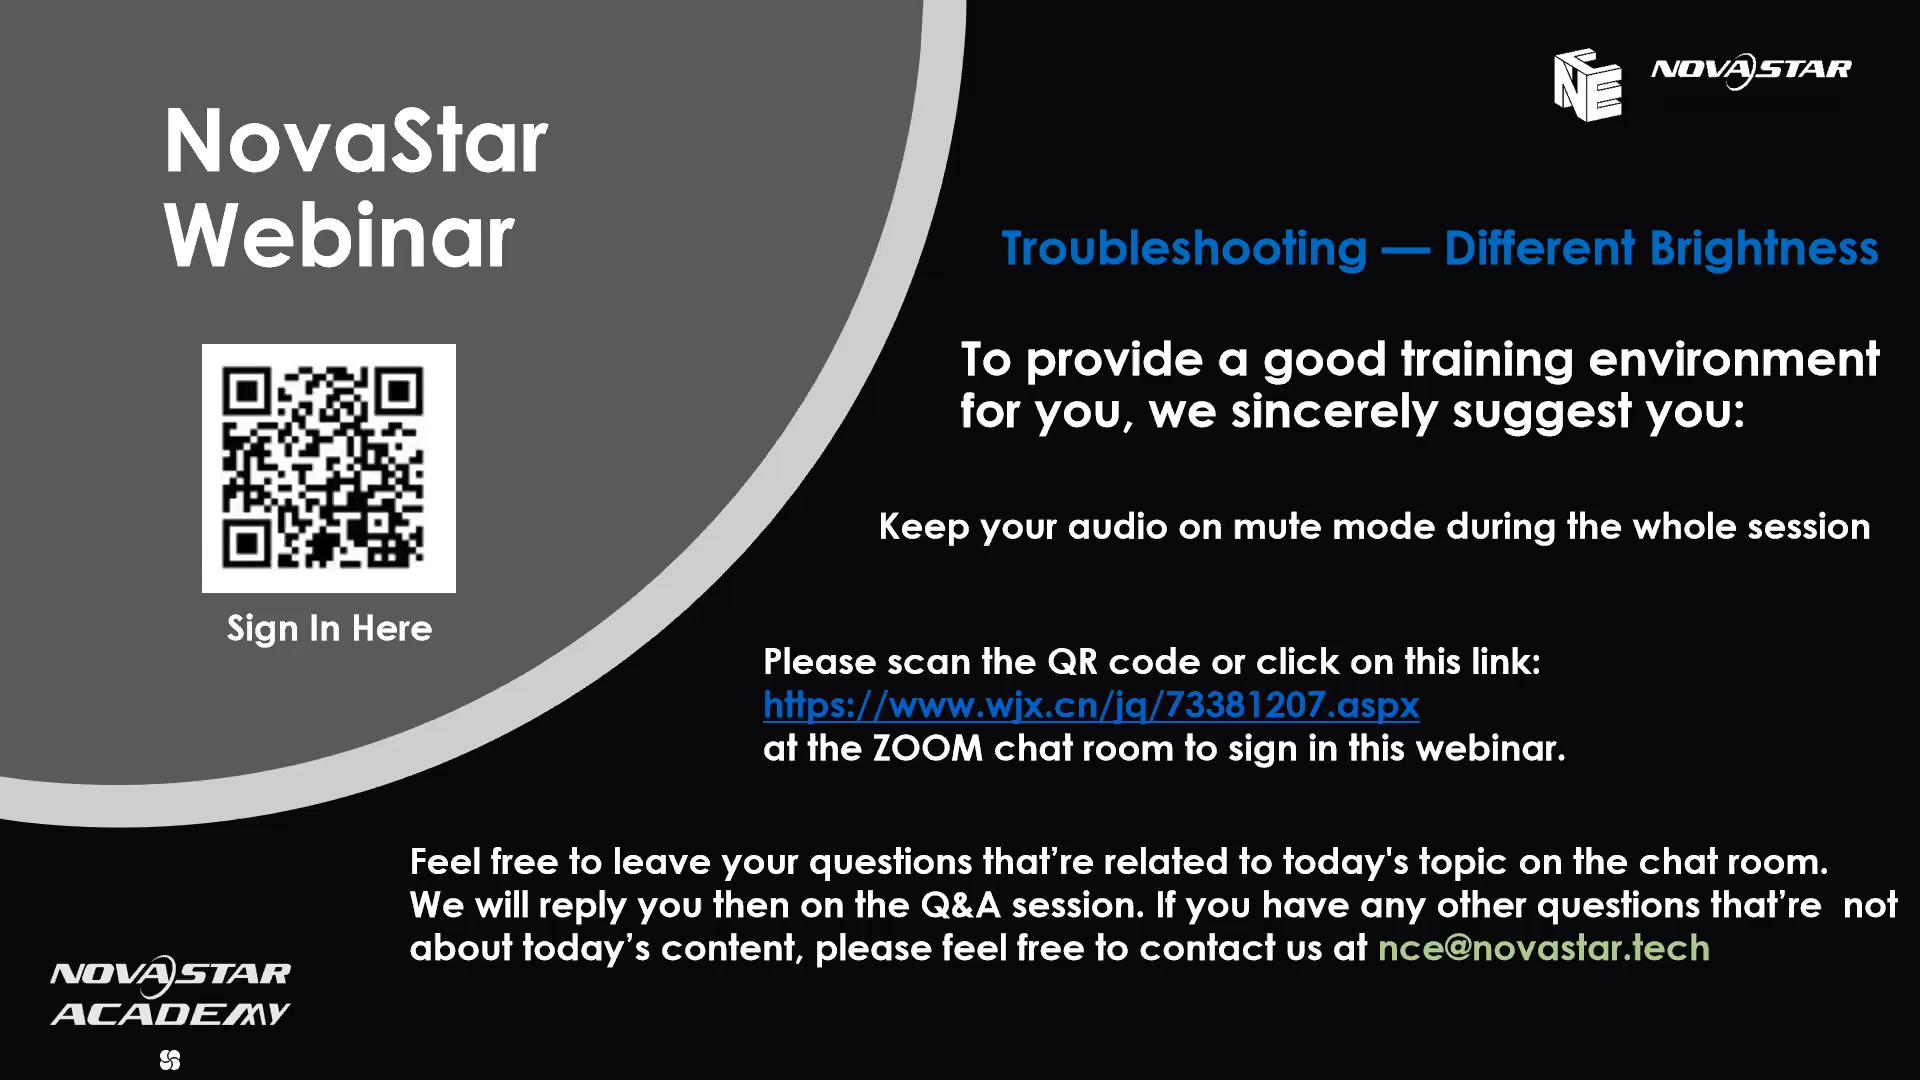 NovaStar
Webinar
Sign In Here
NCE
NOVASTAR
Troubleshooting — Different Brightness
To provide a good training environment
for you, we sincerely suggest you:
Keep your audio on mute mode during the whole session
Please scan the QR code or click on this link:
https://www.wjx.cn/jq/73381207.aspx
at the ZOOM chat room to sign in this webinar.
Feel free to leave your questions that’re related to today's topic on the chat room.
We will reply you then on the Q&A session. If you have any other questions that’re  not
about today’s content, please feel free to contact us at nce@novastar.tech
NOVASTAR
ACADEMY